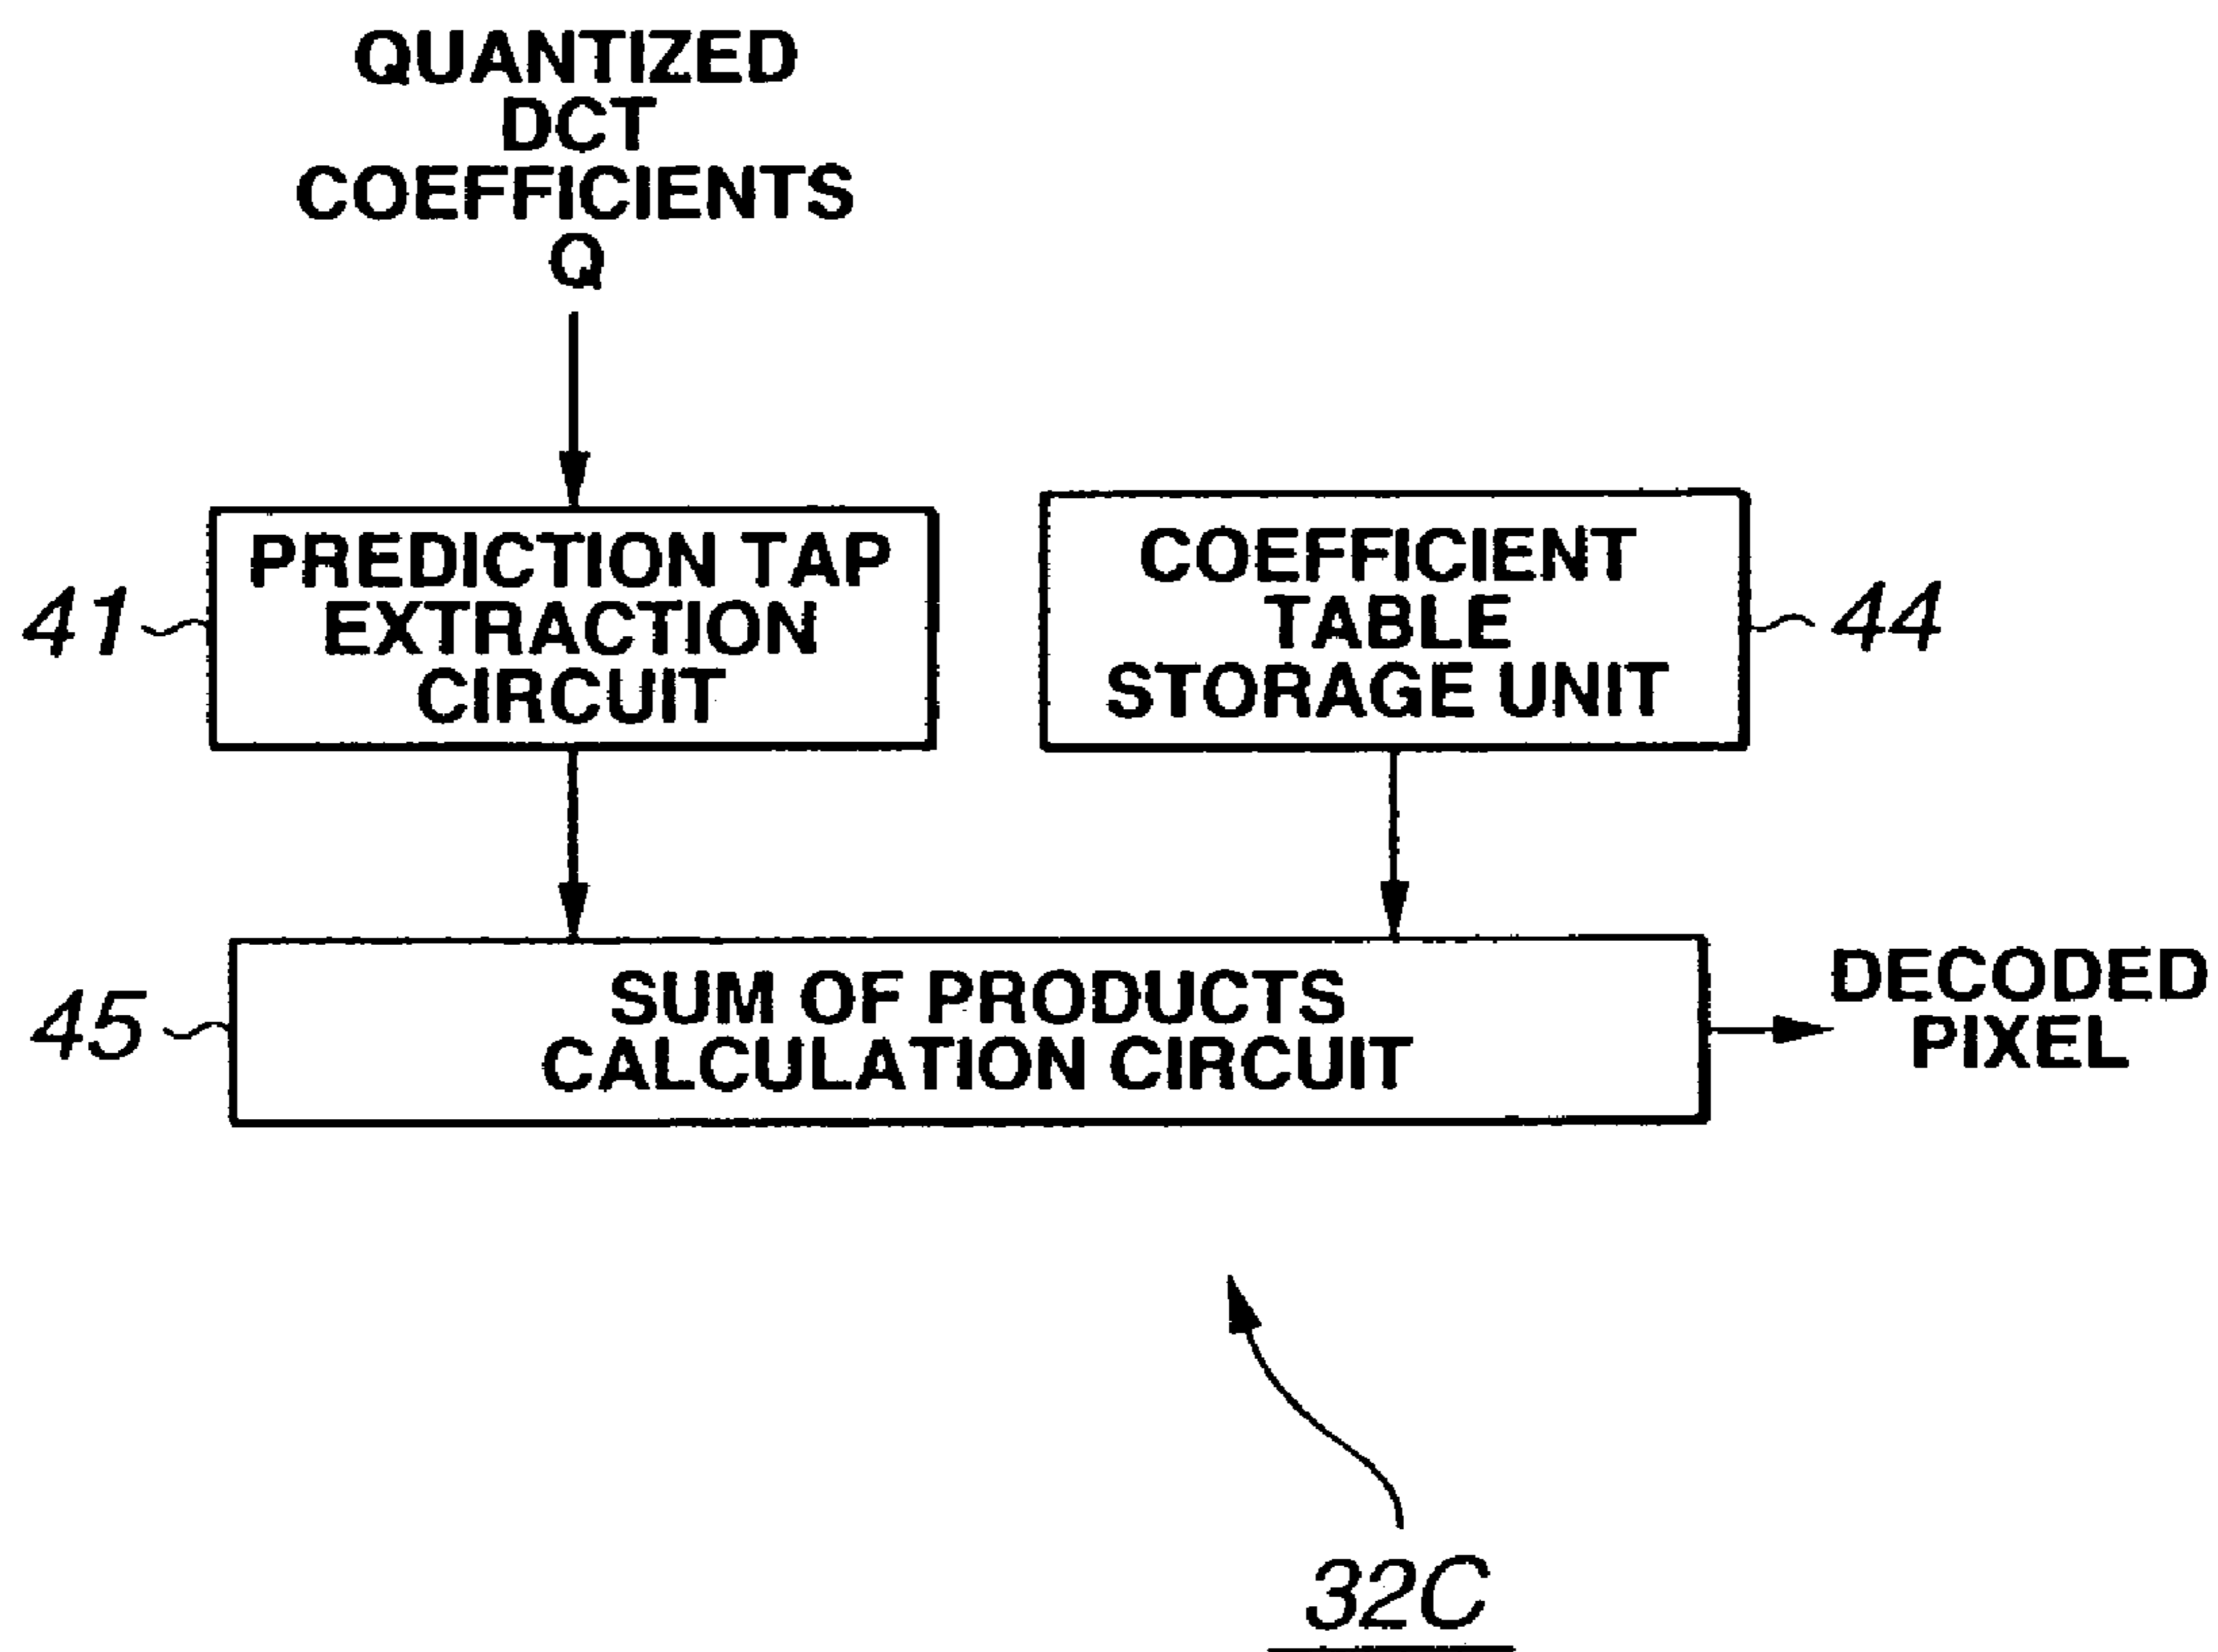 QUANTIZED
DCT
COEFFICIENTS
Q
PREDICTION TAP
EXTRACTION
CIRCUIT
41
COEFFICIENT
TABLE
STORAGE UNIT
44
SUM OF PRODUCTS
CALCULATION CIRCUIT
45
DECODED
PIXEL
32C